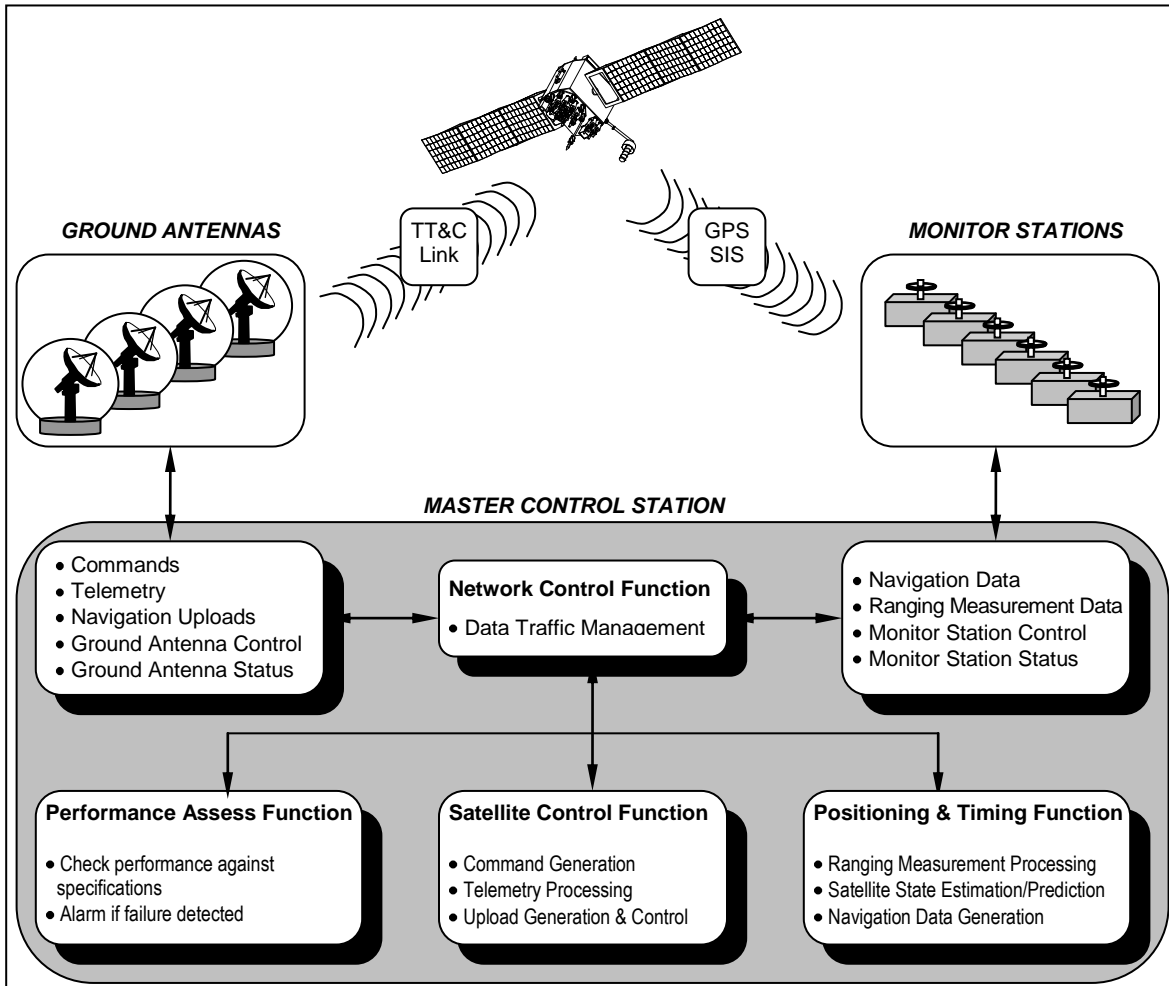 GROUND ANTENNAS
TT&C
Link
GPS
SIS
MONITOR STATIONS
MASTER CONTROL STATION
• Commands
• Telemetry
• Navigation Uploads
• Ground Antenna Control
• Ground Antenna Status
Network Control Function
• Data Traffic Management
• Navigation Data
• Ranging Measurement Data
• Monitor Station Control
• Monitor Station Status
Performance Assess Function
• Check performance against
specifications
• Alarm if failure detected
Satellite Control Function
• Command Generation
• Telemetry Processing
• Upload Generation & Control
Positioning & Timing Function
• Ranging Measurement Processing
• Satellite State Estimation/Prediction
• Navigation Data Generation